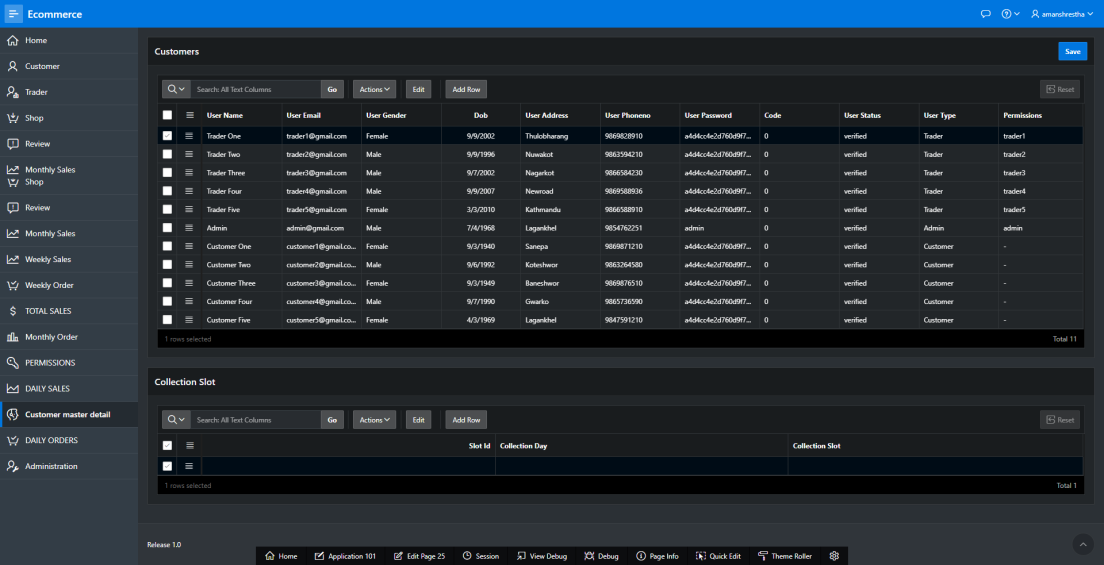 Ecommerce
amanshrestha
Home
Customer
Trader
Shop
Review
Monthly Sales
Shop
Review
Monthly Sales
Weekly Sales
Weekly Order
TOTAL SALES
Monthly Order
PERMISSIONS
DAILY SALES
Customer master detail
DAILY ORDERS
Administration
Customers Save
Search: All Text Columns Go Actions Edit Add Row Reset
User Name User Email User Gender Dob User Address User Phoneno User Password Code User Status User Type Permissions
Trader One trader1@gmail.com Female 9/9/2002 Thulobharang 9869828910 a4d4cc4e2d760d9f7... 0 verified Trader trader1
Trader Two trader2@gmail.com Male 9/9/1996 Nuwakot 9863594210 a4d4cc4e2d760d9f7... 0 verified Trader trader2
Trader Three trader3@gmail.com Male 9/7/2002 Nagarkot 9866584230 a4d4cc4e2d760d9f7... 0 verified Trader trader3
Trader Four trader4@gmail.com Male 9/9/2007 Newroad 9869588936 a4d4cc4e2d760d9f7... 0 verified Trader trader4
Trader Five trader5@gmail.com Female 3/3/2010 Kathmandu 9866588910 a4d4cc4e2d760d9f7... 0 verified Trader trader5
Admin admin@gmail.com Male 7/4/1968 Lagankhel 9854762251 admin 0 verified Admin admin
Customer One customer1@gmail.co... Female 9/3/1940 Sanepa 9869871210 a4d4cc4e2d760d9f7... 0 verified Customer -
Customer Two customer2@gmail.co... Male 9/6/1992 Koteshwor 9863264580 a4d4cc4e2d760d9f7... 0 verified Customer -
Customer Three customer3@gmail.co... Female 9/3/1949 Baneshwor 9869876510 a4d4cc4e2d760d9f7... 0 verified Customer -
Customer Four customer4@gmail.co... Male 9/7/1990 Gwarko 9865736590 a4d4cc4e2d760d9f7... 0 verified Customer -
Customer Five customer5@gmail.co... Female 4/3/1969 Lagankhel 9847591210 a4d4cc4e2d760d9f7... 0 verified Customer -
1 rows selected Total 11
Collection Slot
Search: All Text Columns Go Actions Edit Add Row Reset
Slot Id Collection Day Collection Slot
1 rows selected Total 1
Release 1.0
Home Application 101 Edit Page 25 Session View Debug Debug Page Info Quick Edit Theme Roller